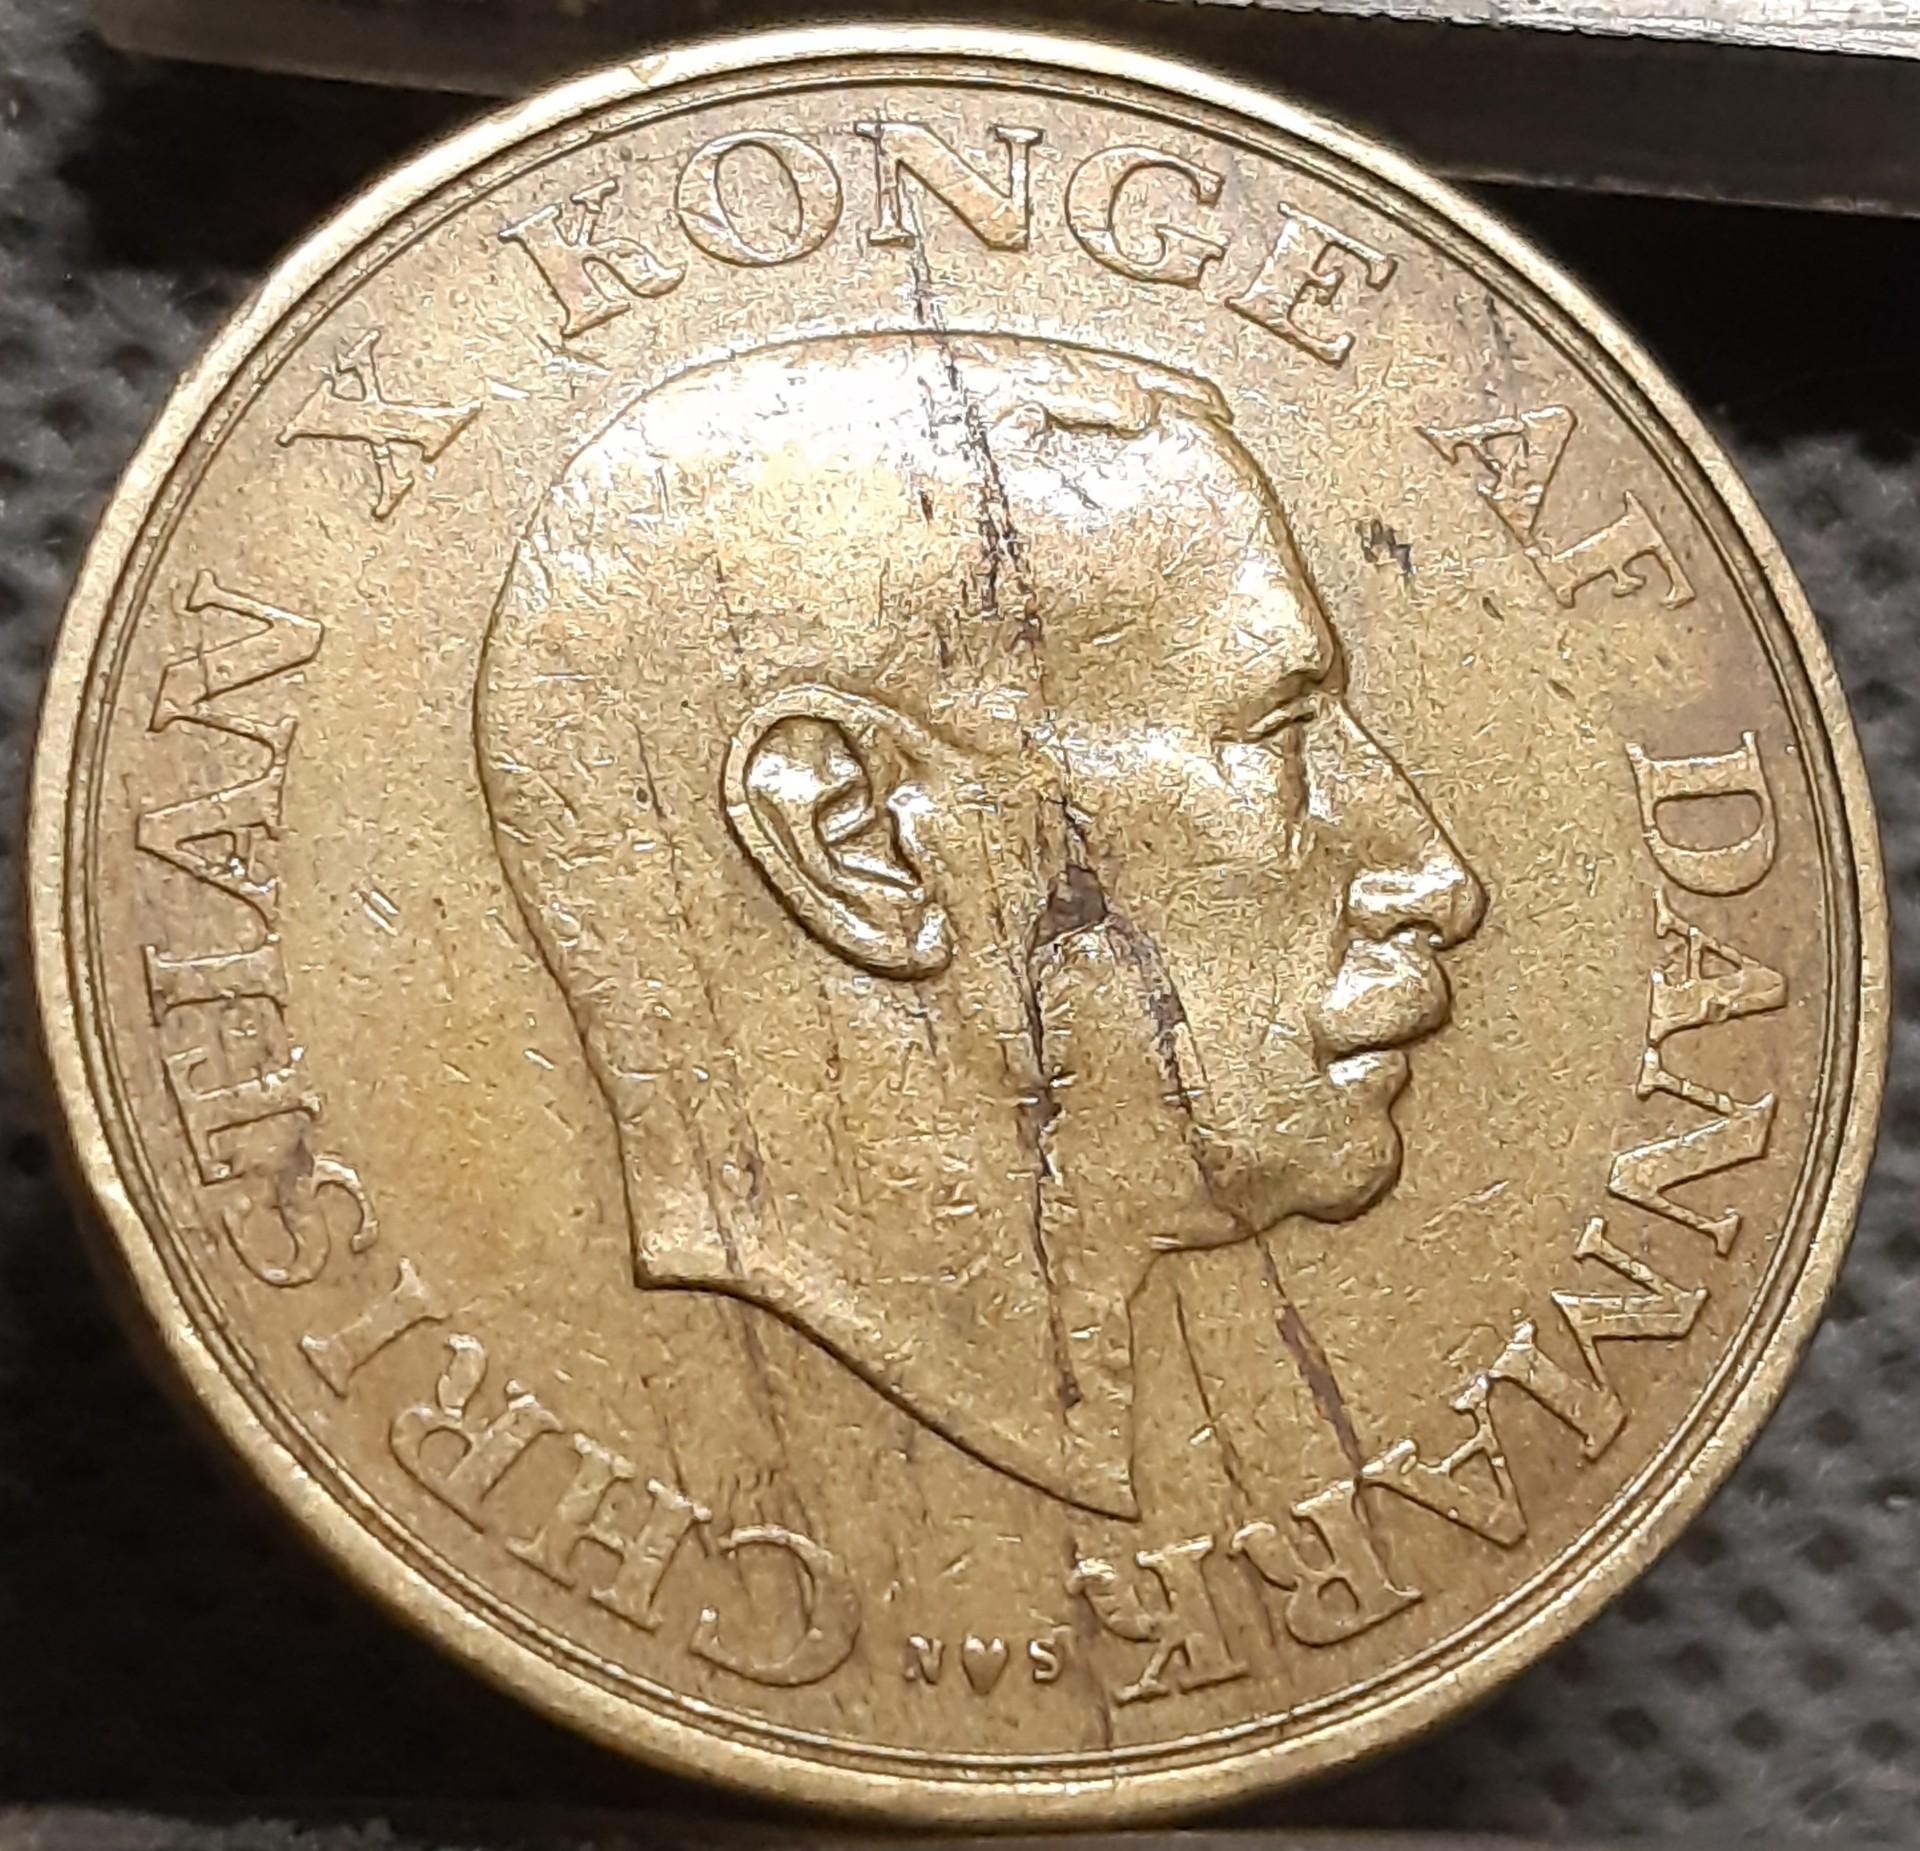 CHRISTIAN X KONGE AF DANMARK
N♥S